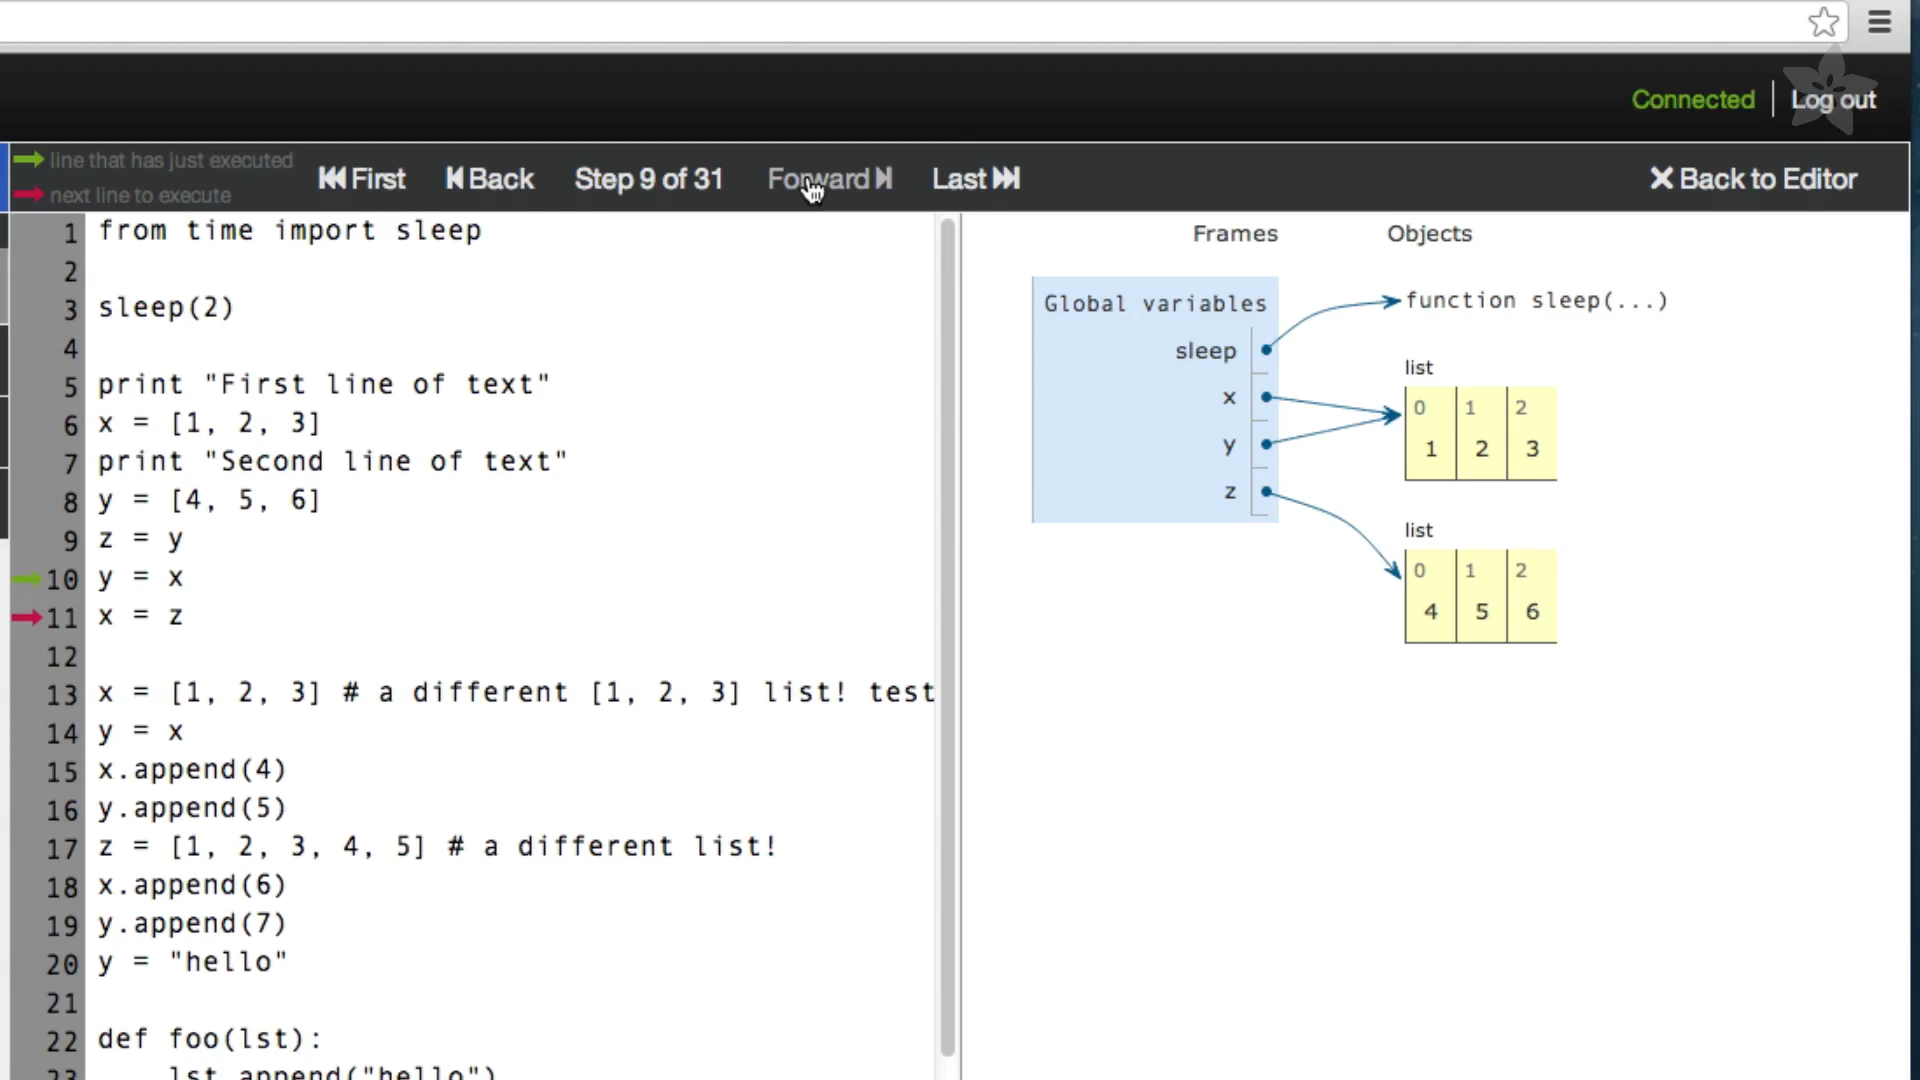 Connected | Log out
line that has just executed
next line to execute
First Back Step 9 of 31 Forward Last
Back to Editor
1 from time import sleep
2
3 sleep(2)
4
5 print "First line of text"
6 x = [1, 2, 3]
7 print "Second line of text"
8 y = [4, 5, 6]
9 z = y
10 y = x
11 x = z
12
13 x = [1, 2, 3] # a different [1, 2, 3] list! test
14 y = x
15 x.append(4)
16 y.append(5)
17 z = [1, 2, 3, 4, 5] # a different list!
18 x.append(6)
19 y.append(7)
20 y = "hello"
21
22 def foo(lst):
23 lst.append("hello")
Frames Objects
Global variables
sleep
x
y
z
function sleep(...)
list
0 1 2
1 2 3
list
0 1 2
4 5 6